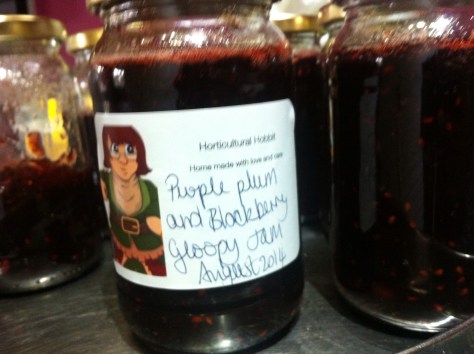 Horticultural Hobbit
Home made with love and care
Purple plum
and Blackberry
Gloopy Jam
August 2014